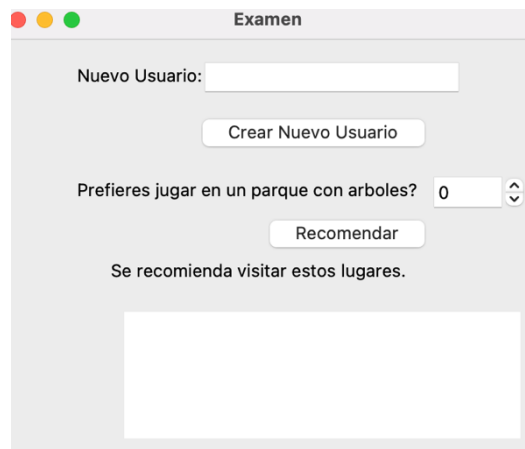 Examen
Nuevo Usuario:
Crear Nuevo Usuario
Prefieres jugar en un parque con arboles? 0
Recomendar
Se recomienda visitar estos lugares.